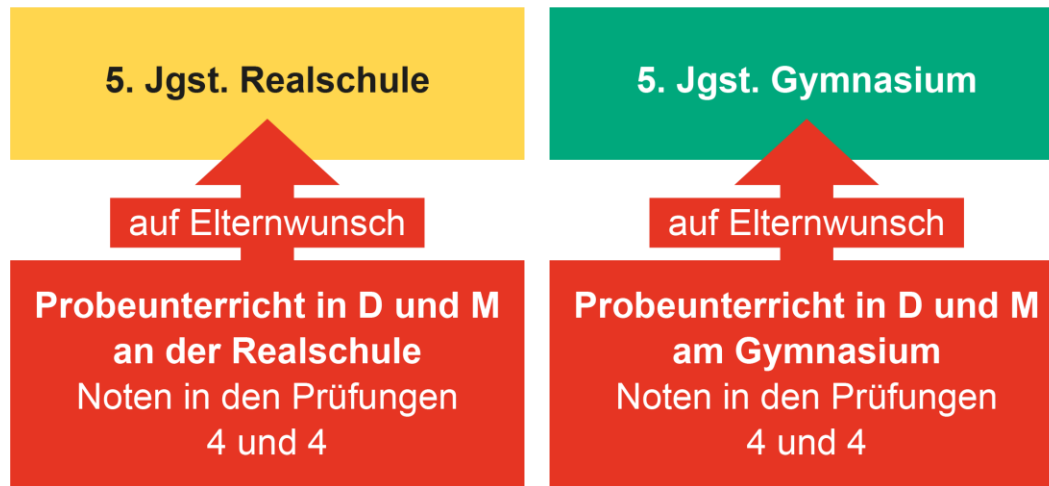 5. Jgst. Realschule
auf Elternwunsch
Probeunterricht in D und M
an der Realschule
Noten in den Prüfungen
4 und 4
5. Jgst. Gymnasium
auf Elternwunsch
Probeunterricht in D und M
am Gymnasium
Noten in den Prüfungen
4 und 4